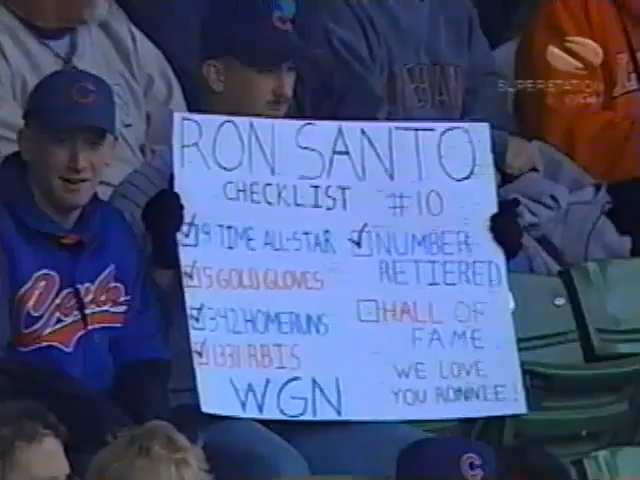 SUPERSTATION
RON SANTO
CHECKLIST #10
9 TIME ALL-STAR
5 GOLD GLOVES
342 HOMERUNS
1331 RBIS
WGN
NUMBER
RETIERED
HALL OF
FAME
WE LOVE
YOU RONNIE!
Cubs
C
C